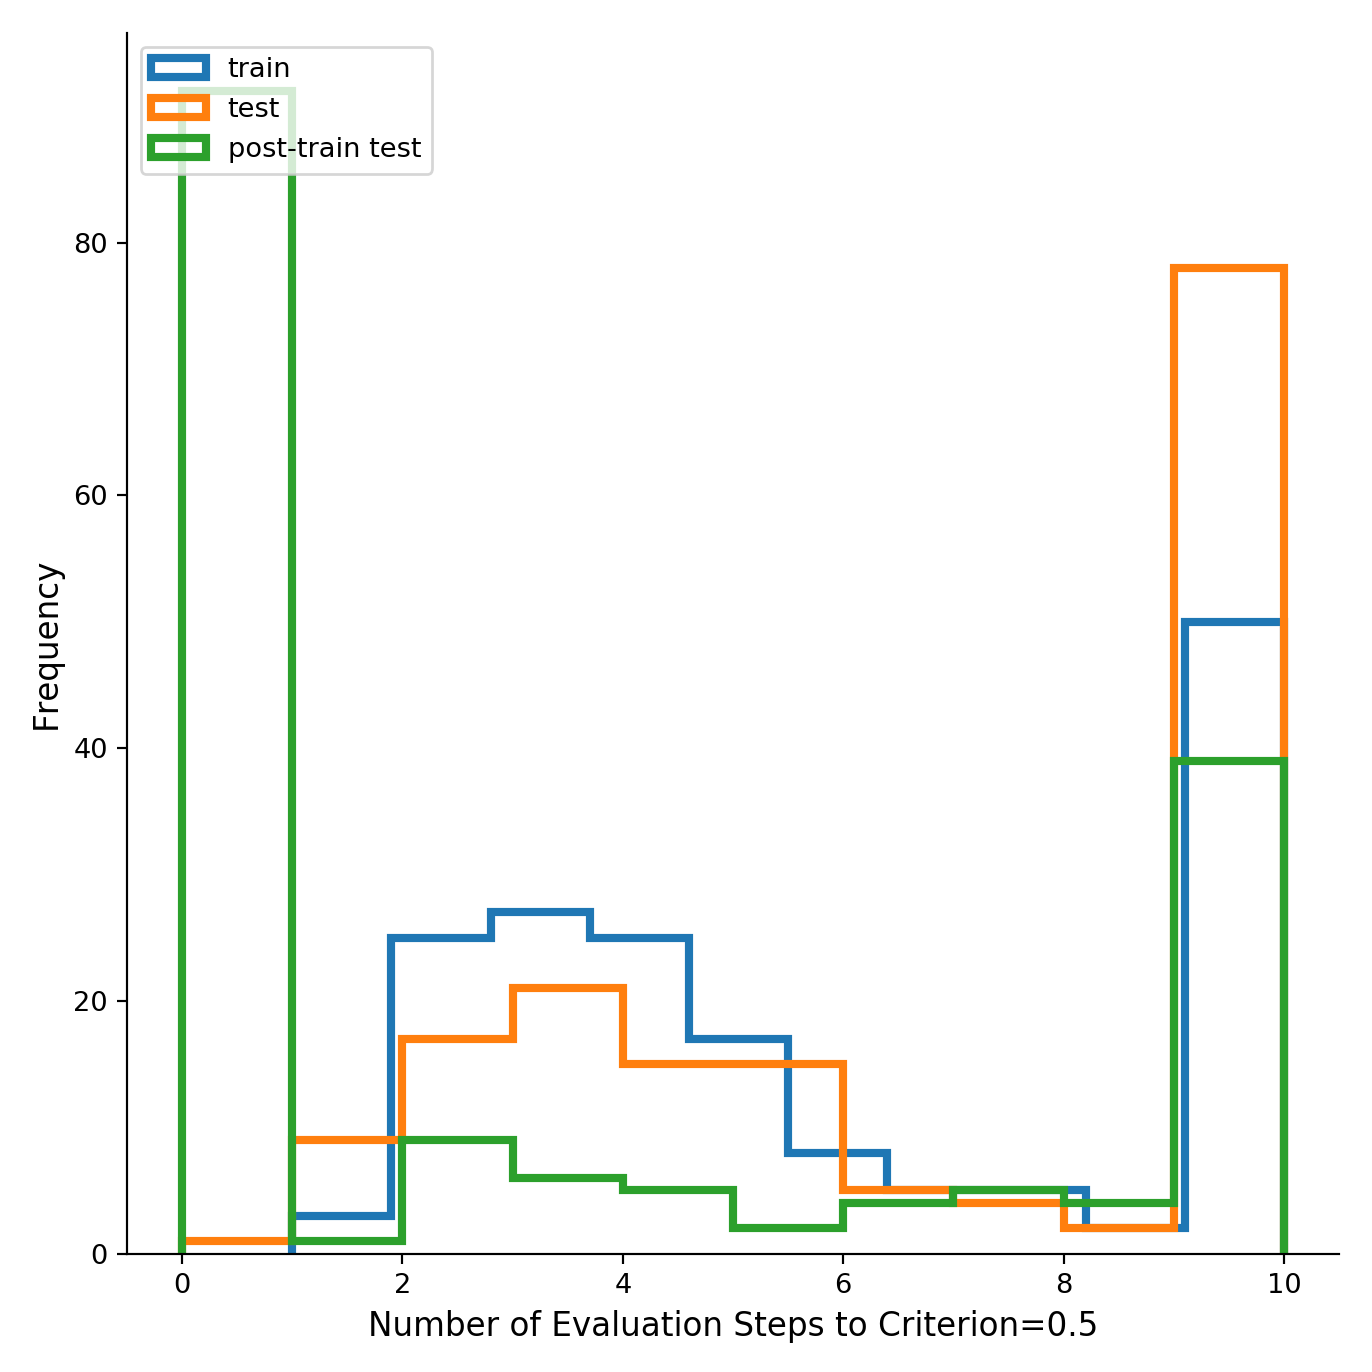 train
test
post-train test
80
60
40
20
0
Frequency
0 2 4 6 8 10
Number of Evaluation Steps to Criterion=0.5